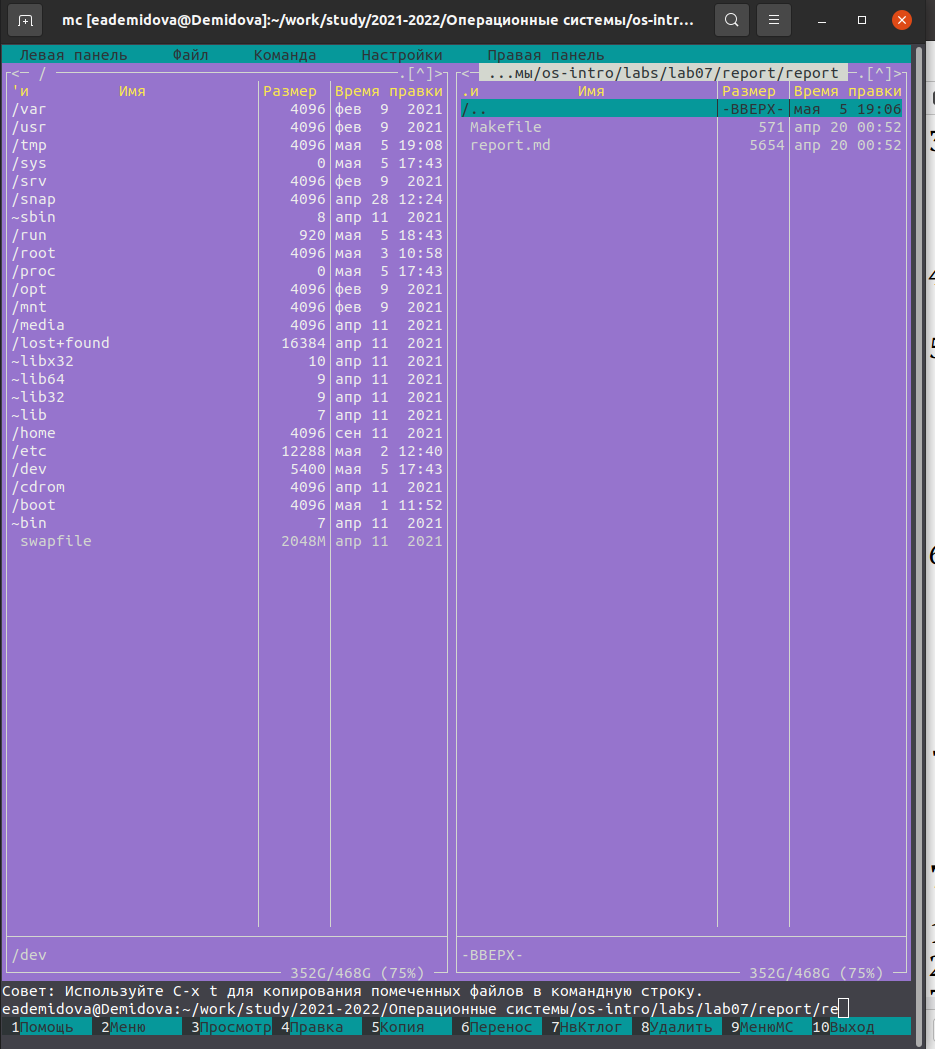 mc [eademidova@Demidova]:~/work/study/2021-2022/Операционные системы/os-intr...
Левая панель Файл Команда Настройки Правая панель
<─ / .[^]> <─ ...мы/os-intro/labs/lab07/report/report .[^]>
'и Имя Размер Время правки .и Имя Размер Время правки
/var 4096 фев 9 2021 /.. -ВВЕРХ- мая 5 19:06
/usr 4096 фев 9 2021 Makefile 571 апр 20 00:52
/tmp 4096 мая 5 19:08 report.md 5654 апр 20 00:52
/sys 0 мая 5 17:43
/srv 4096 фев 9 2021
/snap 4096 апр 28 12:24
~sbin 8 апр 11 2021
/run 920 мая 5 18:43
/root 4096 мая 3 10:58
/proc 0 мая 5 17:43
/opt 4096 фев 9 2021
/mnt 4096 фев 9 2021
/media 4096 апр 11 2021
/lost+found 16384 апр 11 2021
~libx32 10 апр 11 2021
~lib64 9 апр 11 2021
~lib32 9 апр 11 2021
~lib 7 апр 11 2021
/home 4096 сен 11 2021
/etc 12288 мая 2 12:40
/dev 5400 мая 5 17:43
/cdrom 4096 апр 11 2021
/boot 4096 мая 1 11:52
~bin 7 апр 11 2021
swapfile 2048M апр 11 2021
/dev -ВВЕРХ-
352G/468G (75%) 352G/468G (75%)
Совет: Используйте C-x t для копирования помеченных файлов в командную строку.
eademidova@Demidova:~/work/study/2021-2022/Операционные системы/os-intro/labs/lab07/report/re
1Помощь 2Меню 3Просмотр 4Правка 5Копия 6Перенос 7НвКтлог 8Удалить 9МенюМС 10Выход